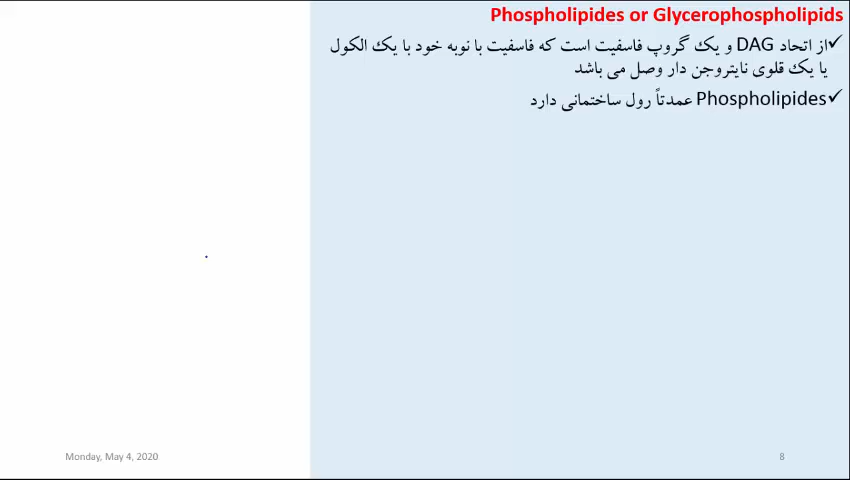 Phospholipides or Glycerophospholipids
✓از اتحاد DAG و یک گروپ فاسفیت است که فاسفیت با نوبه خود با یک الکول
یا یک قلوی نایتروجن دار وصل می باشد
✓Phospholipides عمدتاً رول ساختمانی دارد
Monday, May 4, 2020
8